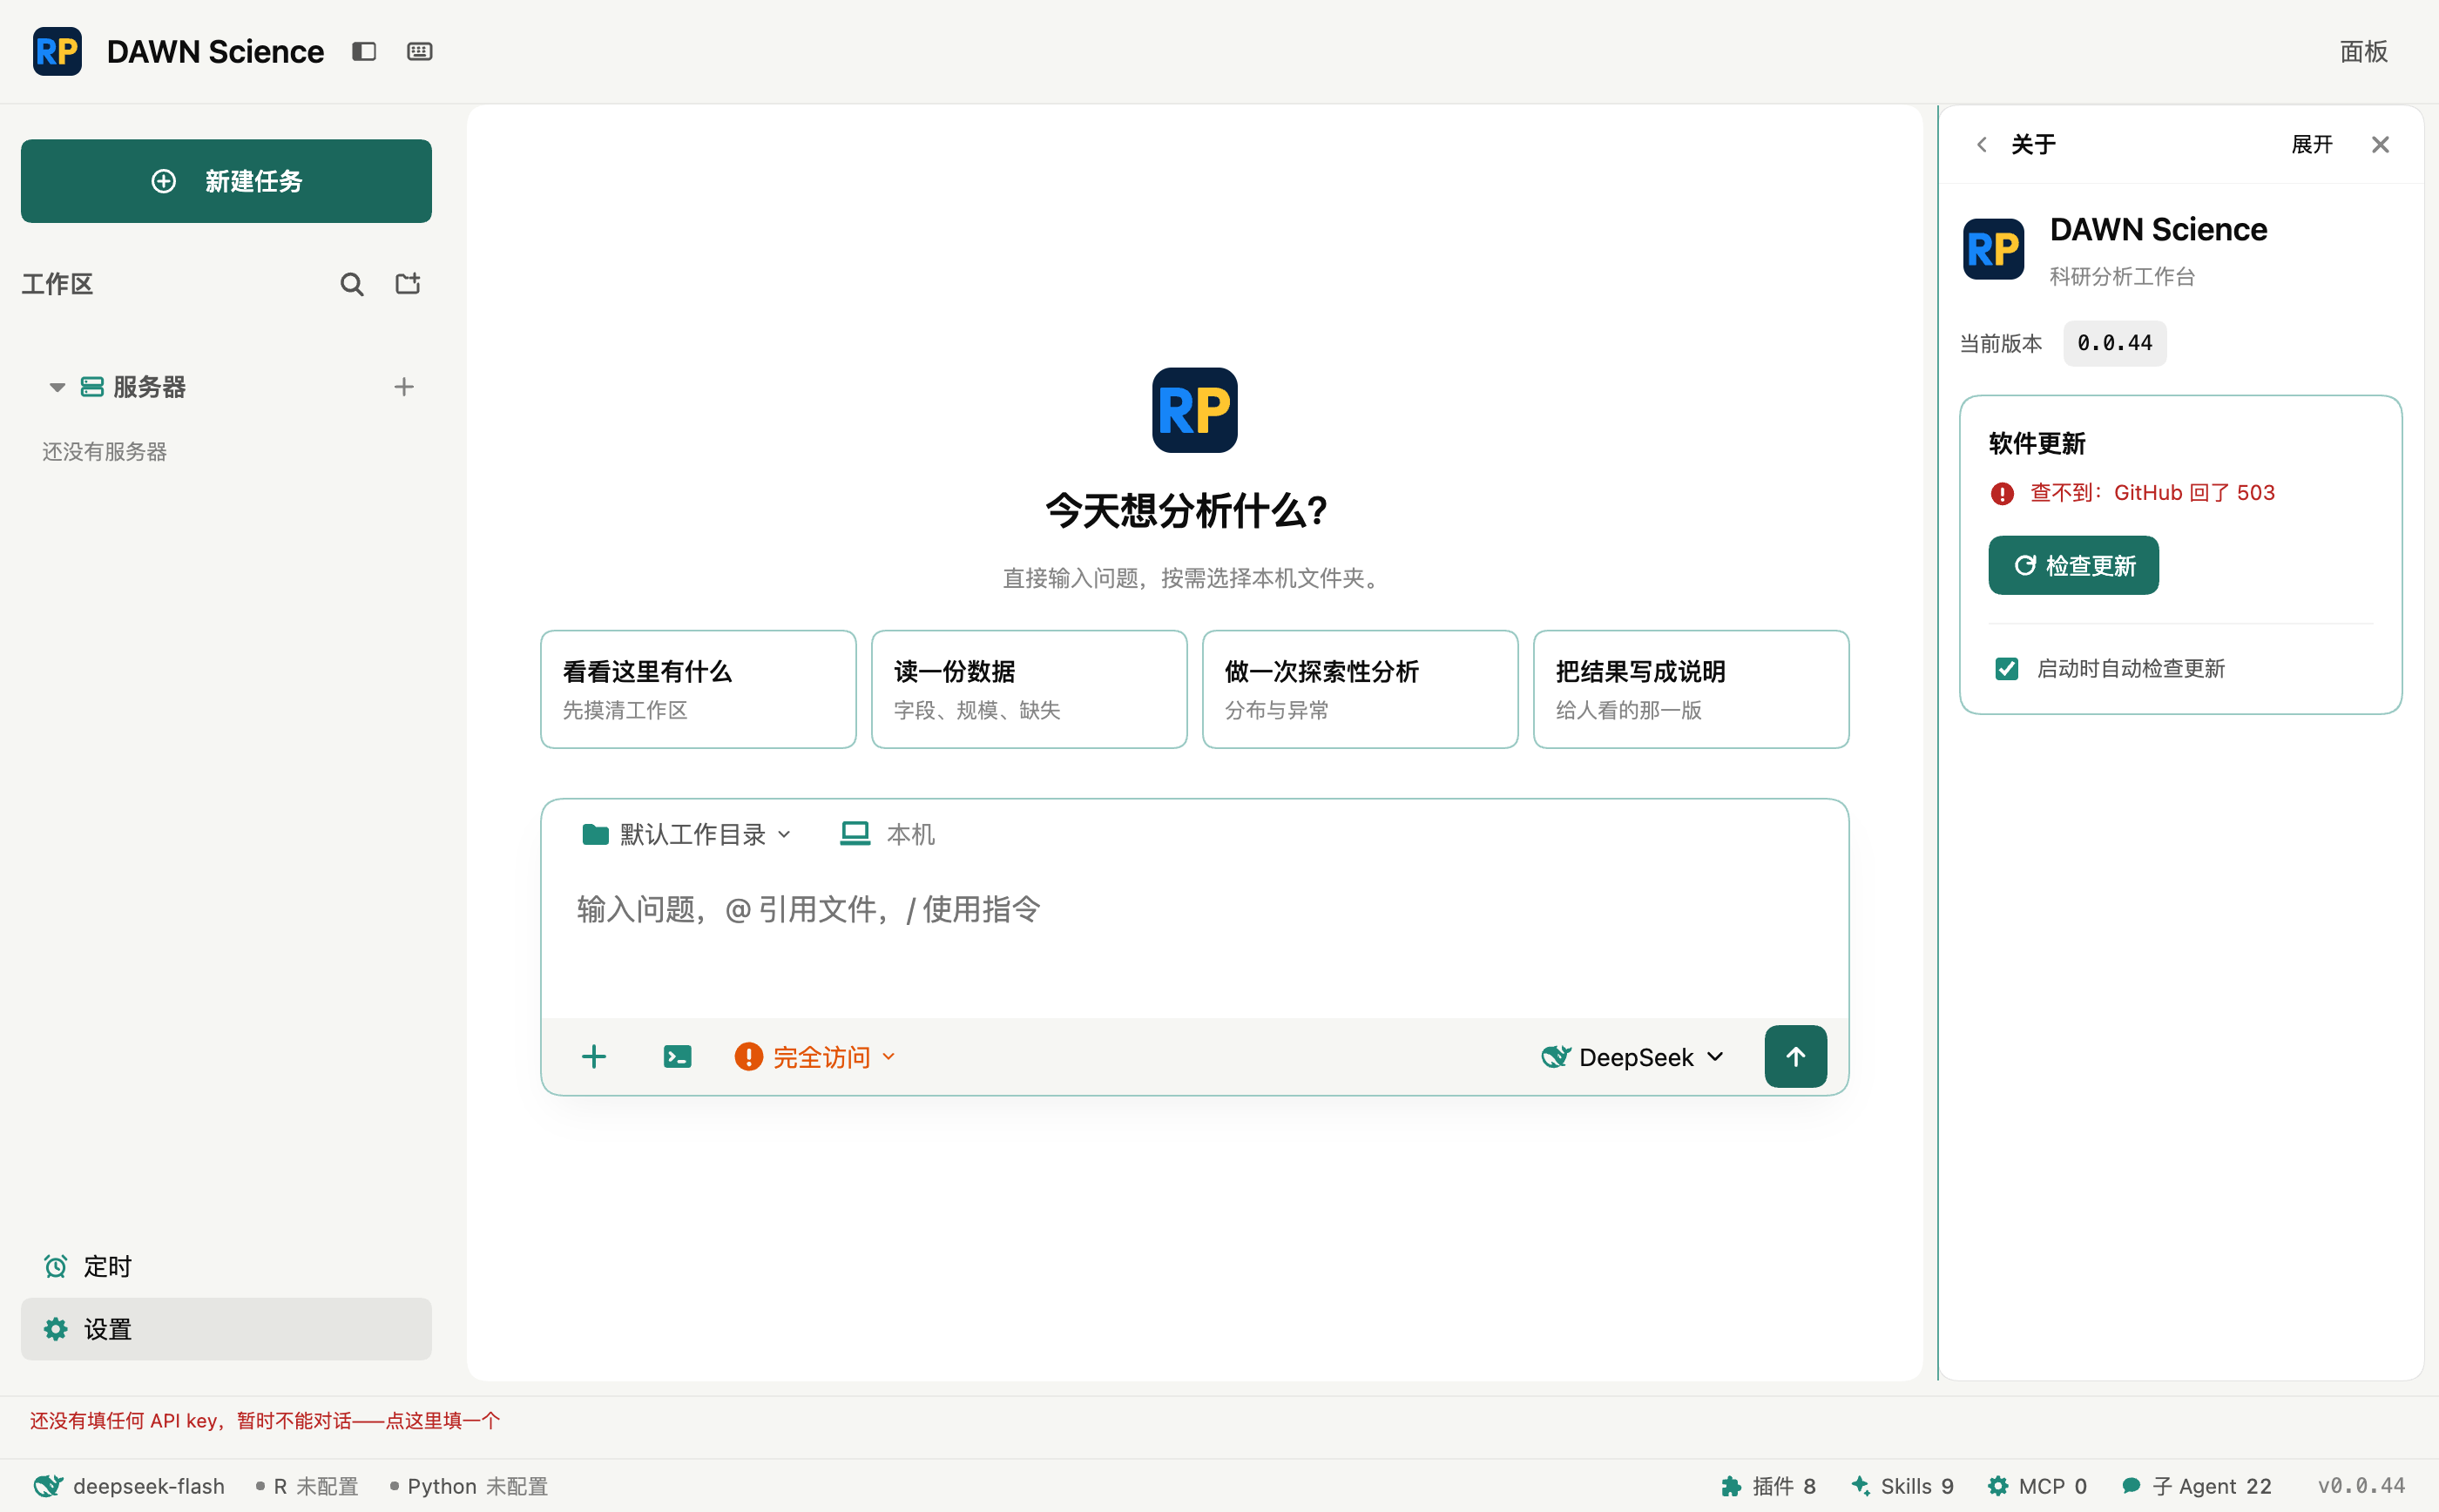 RP DAWN Science
面板
新建任务
工作区
服务器
还没有服务器
定时
设置
RP
今天想分析什么?
直接输入问题，按需选择本机文件夹。
看看这里有什么
先摸清工作区
读一份数据
字段、规模、缺失
做一次探索性分析
分布与异常
把结果写成说明
给人看的那一版
默认工作目录 本机
输入问题，@ 引用文件，/ 使用指令
完全访问
DeepSeek
关于
展开
RP
DAWN Science
科研分析工作台
当前版本 0.0.44
软件更新
查不到：GitHub 回了 503
检查更新
启动时自动检查更新
还没有填任何 API key，暂时不能对话——点这里填一个
deepseek-flash R 未配置 Python 未配置
插件 8 Skills 9 MCP 0 子 Agent 22 v0.0.44